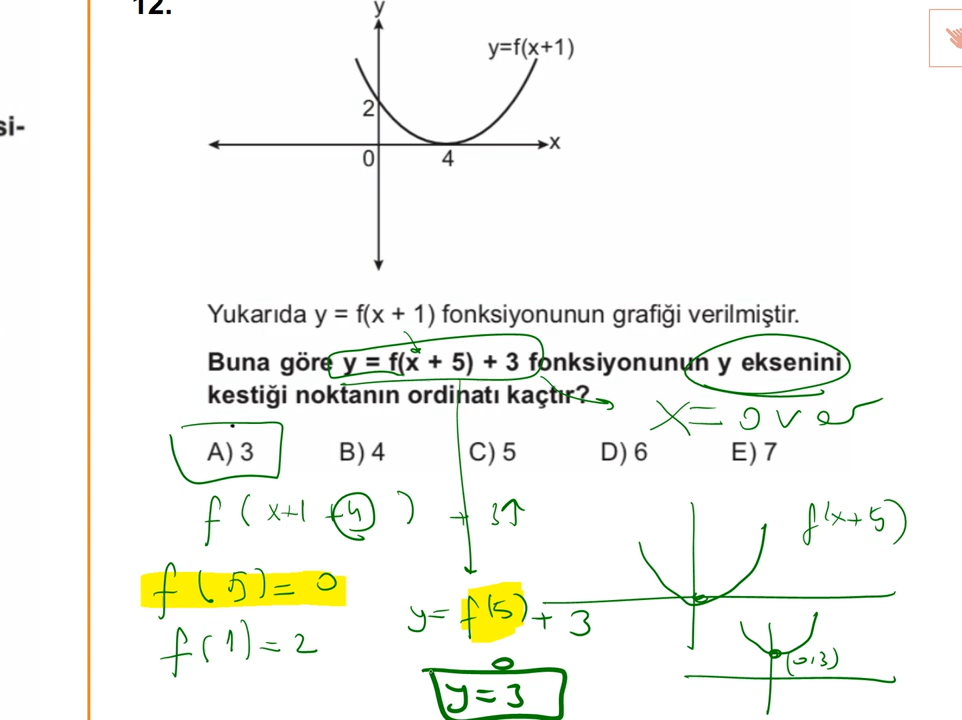 12.
y
y=f(x+1)
2
x
0
4
si-
Yukarıda y = f(x + 1) fonksiyonunun grafiği verilmiştir.
Buna göre y = f(x + 5) + 3 fonksiyonunun y eksenini
kestiği noktanın ordinatı kaçtır?
x=0 ver
A) 3 B) 4 C) 5 D) 6 E) 7
f(x+1+4) + 3↑
f(x+5)
f(5)=0
y=f(5)+3
0
f(1)=2
(0,3)
y=3